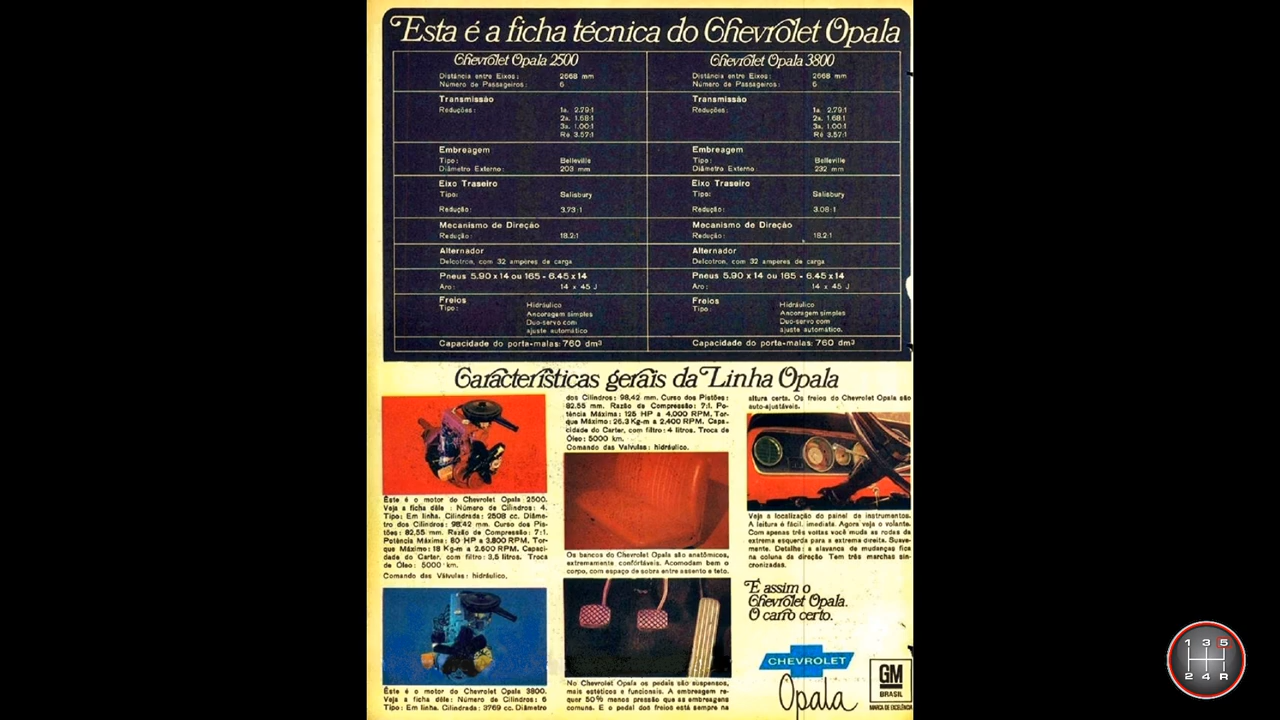 Esta é a ficha técnica do Chevrolet Opala
Chevrolet Opala 2500
Distância entre Eixos: 2668 mm
Número de Passageiros: 6
Transmissão
Reduções: 1a. 2.79:1
2a. 1.68:1
3a. 1.00:1
Ré 3.57:1
Embreagem
Tipo: Belleville
Diâmetro Externo: 203 mm
Eixo Traseiro
Tipo: Salisbury
Redução: 3.73:1
Mecanismo de Direção
Redução: 18.2:1
Alternador
Delcotron, com 32 amperes de carga
Pneus 5.90 x 14 ou 165 - 6.45 x 14
Aro: 14 x 45 J
Freios
Tipo: Hidráulico
Ancoragem simples
Duo-servo com
ajuste automático
Capacidade do porta-malas: 760 dm³
Chevrolet Opala 3800
Distância entre Eixos: 2668 mm
Número de Passageiros: 6
Transmissão
Reduções: 1a. 2.79:1
2a. 1.68:1
3a. 1.00:1
Ré 3.57:1
Embreagem
Tipo: Belleville
Diâmetro Externo: 232 mm
Eixo Traseiro
Tipo: Salisbury
Redução: 3.08:1
Mecanismo de Direção
Redução: 18.2:1
Alternador
Delcotron, com 32 amperes de carga
Pneus 5.90 x 14 ou 165 - 6.45 x 14
Aro: 14 x 45 J
Freios
Tipo: Hidráulico
Ancoragem simples
Duo-servo com
ajuste automático.
Capacidade do porta-malas: 760 dm³
Características gerais da Linha Opala
Êste é o motor do Chevrolet Opala 2500.
Veja a ficha dêle : Número de Cilindros: 4.
Tipo: Em linha. Cilindrada: 2508 cc. Diâme-
tro dos Cilindros: 98,42 mm. Curso dos Pis-
tões: 82,55 mm. Razão de Compressão: 7:1.
Potência Máxima: 80 HP a 3.800 RPM. Tor-
que Máximo: 18 Kg-m a 2.600 RPM. Capaci-
dade do Carter, com filtro: 3,5 litros. Troca
de Óleo: 5000 km.
Comando das Válvulas: hidráulico.
Êste é o motor do Chevrolet Opala 3800.
Veja a ficha dêle: Número de Cilindros: 6
Tipo: Em linha. Cilindrada: 3769 cc. Diâmetro
dos Cilindros: 98,42 mm. Curso dos Pistões:
82,55 mm. Razão de Compressão: 7:1. Po-
tência Máxima: 125 HP a 4.000 RPM. Tor-
que Máximo: 26.3 Kg-m a 2.400 RPM. Capa-
cidade do Carter, com filtro: 4 litros. Troca de
Óleo: 5000 km.
Comando das Válvulas: hidráulico.
Os bancos do Chevrolet Opala são anatômicos,
extremamente confortáveis. Acomodam bem o
corpo, com espaço de sobra entre assento e teto.
No Chevrolet Opala os pedais são suspensos,
mais estéticos e funcionais. A embreagem re-
quer 50% menos pressão que as embreagens
comuns. E o pedal dos freios está sempre na
altura certa. Os freios do Chevrolet Opala são
auto-ajustáveis.
Veja a localização do painel de instrumentos.
A leitura é fácil, imediata. Agora veja o volante.
Com apenas três voltas você muda as rodas da
extrema esquerda para a extrema direita. Suave-
mente. Detalhe: a alavanca de mudanças fica
na coluna da direção. Tem três marchas sin-
cronizadas.
E assim o
Chevrolet Opala.
O carro certo.
CHEVROLET
Opala
GM
BRASIL
MARCA DE EXCELÊNCIA
1 3 5
2 4 R